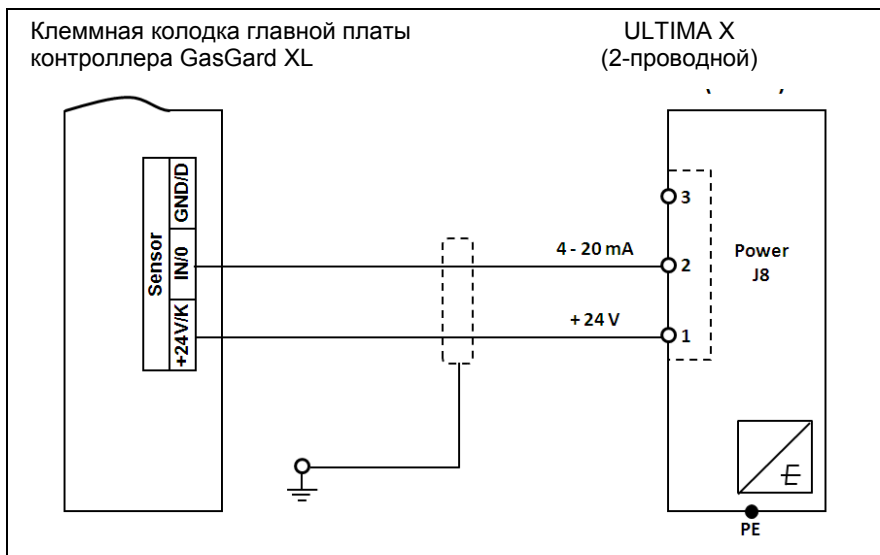 Клеммная колодка главной платы
контроллера GasGard XL
ULTIMA X
(2-проводной)
Sensor
GND/D
IN/0
+24V/K
4 - 20 mA
+ 24 V
3
2
1
Power
J8
E
PE